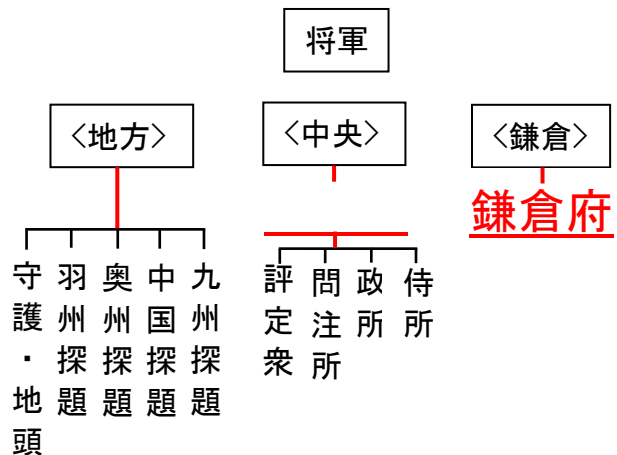 将軍
〈地方〉
〈中央〉
〈鎌倉〉
鎌倉府
守護・地頭
羽州探題
奥州探題
中国探題
九州探題
評定衆
問注所
政所
侍所